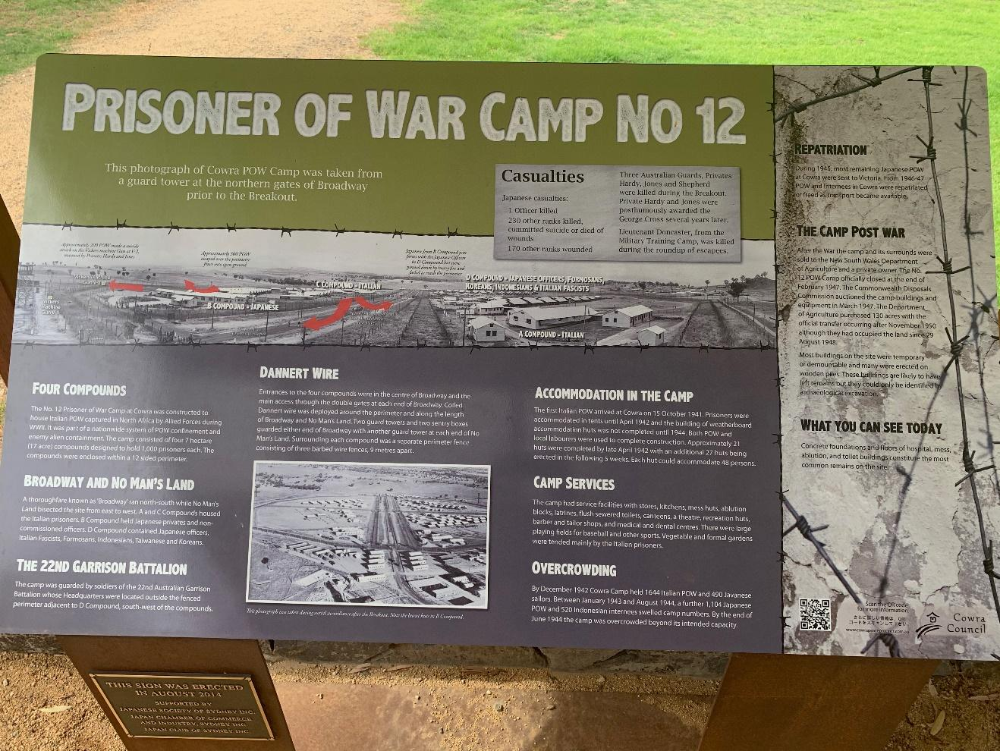 PRISONER OF WAR CAMP NO 12
This photograph of Cowra POW Camp was taken from
a guard tower at the northern gates of Broadway
prior to the Breakout.
Casualties
Japanese casualties:
1 Officer killed
230 other ranks killed,
committed suicide or died of
wounds
170 other ranks wounded
Three Australian Guards, Privates
Hardy, Jones and Shepherd
were killed during the Breakout.
Private Hardy and Jones were
posthumously awarded the
George Cross several years later.
Lieutenant Doncaster, from the
Military Training Camp, was killed
during the roundup of escapees.
Approximately 200 POW made a suicide
attack on the Vickers machine Gun at V-2,
manned by Privates Hardy and Jones
Approximately 300 POW
escaped over the perimeter
fence into open ground
Japanese from B Compound join
forces with the Japanese Officers
in D Compound but were
pinned down by heavy fire and
failed to reach the perimeter
Vickers Machine
Gun V-2
Vickers
Machine
Gun V-1
B COMPOUND - JAPANESE
C COMPOUND - ITALIAN
D COMPOUND - JAPANESE OFFICERS, FORMOSANS,
KOREANS, INDONESIANS & ITALIAN FASCISTS
A COMPOUND - ITALIAN
FOUR COMPOUNDS
The No. 12 Prisoner of War Camp at Cowra was constructed to
house Italian POW captured in North Africa by Allied Forces during
WWII. It was part of a nationwide system of POW confinement and
enemy alien containment. The camp consisted of four 7 hectare
(17 acre) compounds designed to hold 1,000 prisoners each. The
compounds were enclosed within a 12 sided perimeter.
BROADWAY AND NO MAN'S LAND
A thoroughfare known as 'Broadway' ran north-south while No Man's
Land bisected the site from east to west. A and C Compounds housed
the Italian prisoners. B Compound held Japanese privates and non-
commissioned officers. D Compound contained Japanese officers,
Italian Fascists, Formosans, Indonesians, Taiwanese and Koreans.
THE 22ND GARRISON BATTALION
The camp was guarded by soldiers of the 22nd Australian Garrison
Battalion whose Headquarters were located outside the fenced
perimeter adjacent to D Compound, south-west of the compounds.
DANNERT WIRE
Entrances to the four compounds were in the centre of Broadway and the
main access through the double gates at each end of Broadway. Coiled
Dannert wire was deployed around the perimeter and along the length
of Broadway and No Man's Land. Two guard towers and two sentry boxes
guarded either end of Broadway with another guard tower at each end of No
Man's Land. Surrounding each compound was a separate perimeter fence
consisting of three barbed wire fences, 9 metres apart.
This photograph was taken during aerial surveillance after the Breakout. Note the burnt huts in B Compound.
ACCOMMODATION IN THE CAMP
The first Italian POW arrived at Cowra on 15 October 1941. Prisoners were
accommodated in tents until April 1942 and the building of weatherboard
accommodation huts was not completed until 1944. Both POW and
local labourers were used to complete construction. Approximately 21
huts were completed by late April 1942 with an additional 27 huts being
erected in the following 5 weeks. Each hut could accommodate 48 persons.
CAMP SERVICES
The camp had service facilities with stores, kitchens, mess huts, ablution
blocks, latrines, flush sewered toilets, canteens, a theatre, recreation huts,
barber and tailor shops, and medical and dental centres. There were large
playing fields for baseball and other sports. Vegetable and formal gardens
were tended mainly by the Italian prisoners.
OVERCROWDING
By December 1942 Cowra Camp held 1644 Italian POW and 490 Javanese
sailors. Between January 1943 and August 1944, a further 1,104 Japanese
POW and 520 Indonesian internees swelled camp numbers. By the end of
June 1944 the camp was overcrowded beyond its intended capacity.
REPATRIATION
During 1945, most remaining Japanese POW
at Cowra were sent to Victoria. From 1946-47
POW and Internees in Cowra were repatriated
or freed as transport became available.
THE CAMP POST WAR
After the War the camp and its surrounds were
sold to the New South Wales Department
of Agriculture and a private owner. The No.
12 POW Camp officially closed at the end of
February 1947. The Commonwealth Disposals
Commission auctioned the camp buildings and
equipment in March 1947. The Department
of Agriculture purchased 130 acres with the
official transfer occurring after November 1950
although they had occupied the land since 29
August 1948.
Most buildings on the site were temporary
or demountable and many were erected on
wooden piles. These buildings are likely to have
left remains but they could only be identified by
archaeological excavation.
WHAT YOU CAN SEE TODAY
Concrete foundations and floors of hospital, mess,
ablution, and toilet buildings constitute the most
common remains on the site.
Scan the QR code
for more information
さらに詳しい情報は、QR
コードをスキャンして下さい。
www.cowrapeaceprecinct.com.au
Cowra
Council
THIS SIGN WAS ERECTED
IN AUGUST 2014
SUPPORTED BY
JAPANESE SOCIETY OF SYDNEY INC.
JAPAN CHAMBER OF COMMERCE
AND INDUSTRY, SYDNEY INC
JAPAN CLUB OF SYDNEY INC